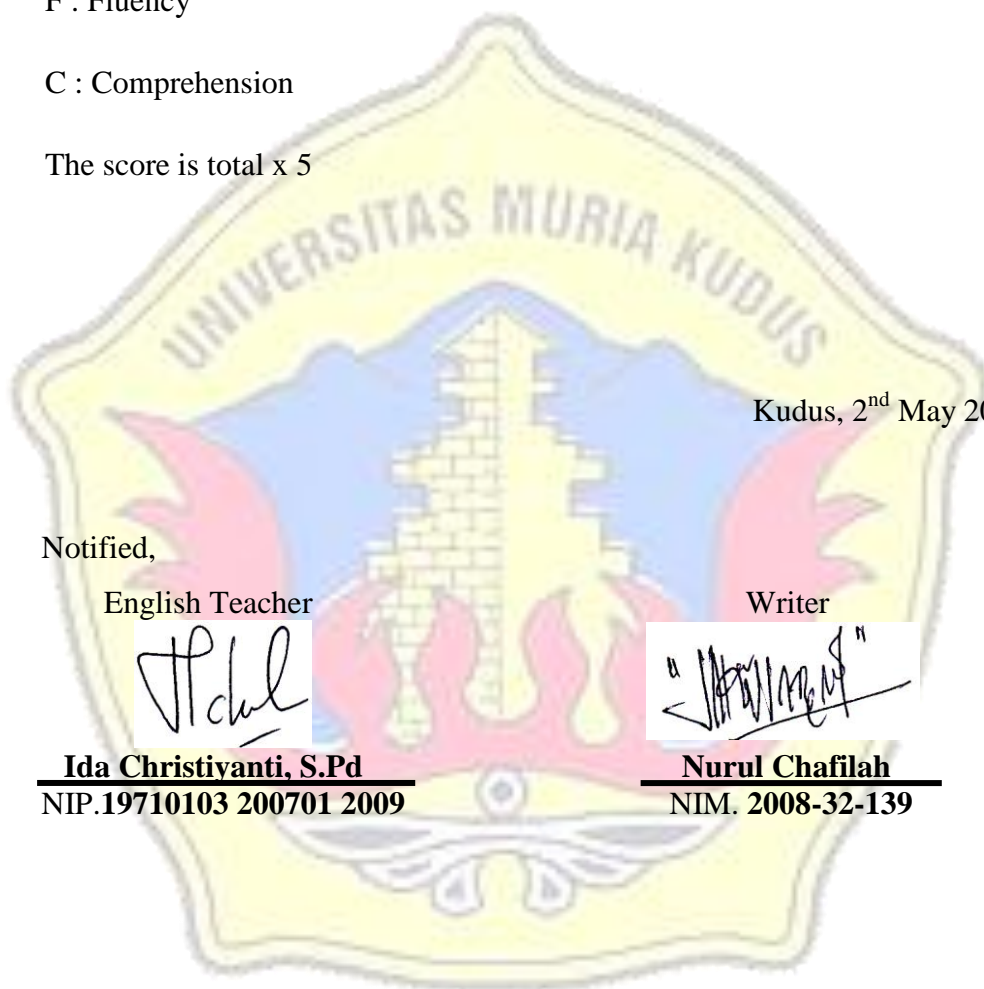 F : Fluency
C : Comprehension
The score is total x 5
UNIVERSITAS MURIA KUDUS
Kudus, 2nd May
Notified,
English Teacher
Writer
Ida Christiyanti, S.Pd
Nurul Chafilah
NIP.19710103 200701 2009
NIM. 2008-32-139